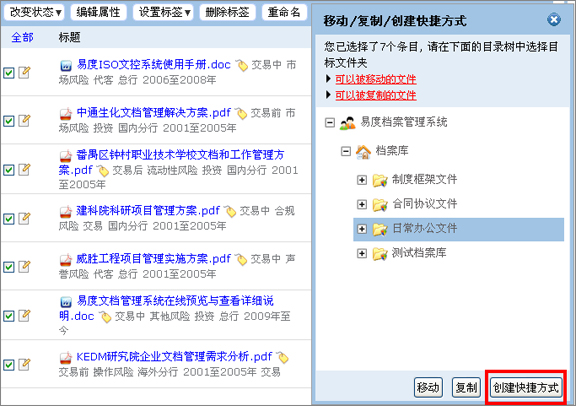 改变状态 编辑属性 设置标签 删除标签 重命名
全部 标题
易度ISO文控系统使用手册.doc 交易中 市
场风险 代客 总行 2006至2008年
中通生化文档管理解决方案.pdf 交易前 市
场风险 投资 国内分行 2001至2005年
番禺区钟村职业技术学校文档和工作管理方
案.pdf 交易后 流动性风险 投资 国内分行 2001
至2005年
建科院科研项目管理方案.pdf 交易中 合规
风险 交易 国内分行 2001至2005年
威胜工程项目管理实施方案.pdf 交易中 声
誉风险 代客 总行 2001至2005年
易度文档管理系统在线预览与查看详细说
明.doc 交易中 其他风险 投资 总行 2009年至
今
KEDM研究院企业文档管理需求分析.pdf
交易前 操作风险 海外分行 2001至2005年 交易
移动/复制/创建快捷方式
您已选择了7个条目, 请在下面的目录树中选择目
标文件夹
可以被移动的文件
可以被复制的文件
易度档案管理系统
档案库
制度框架文件
合同协议文件
日常办公文件
测试档案库
移动 复制 创建快捷方式